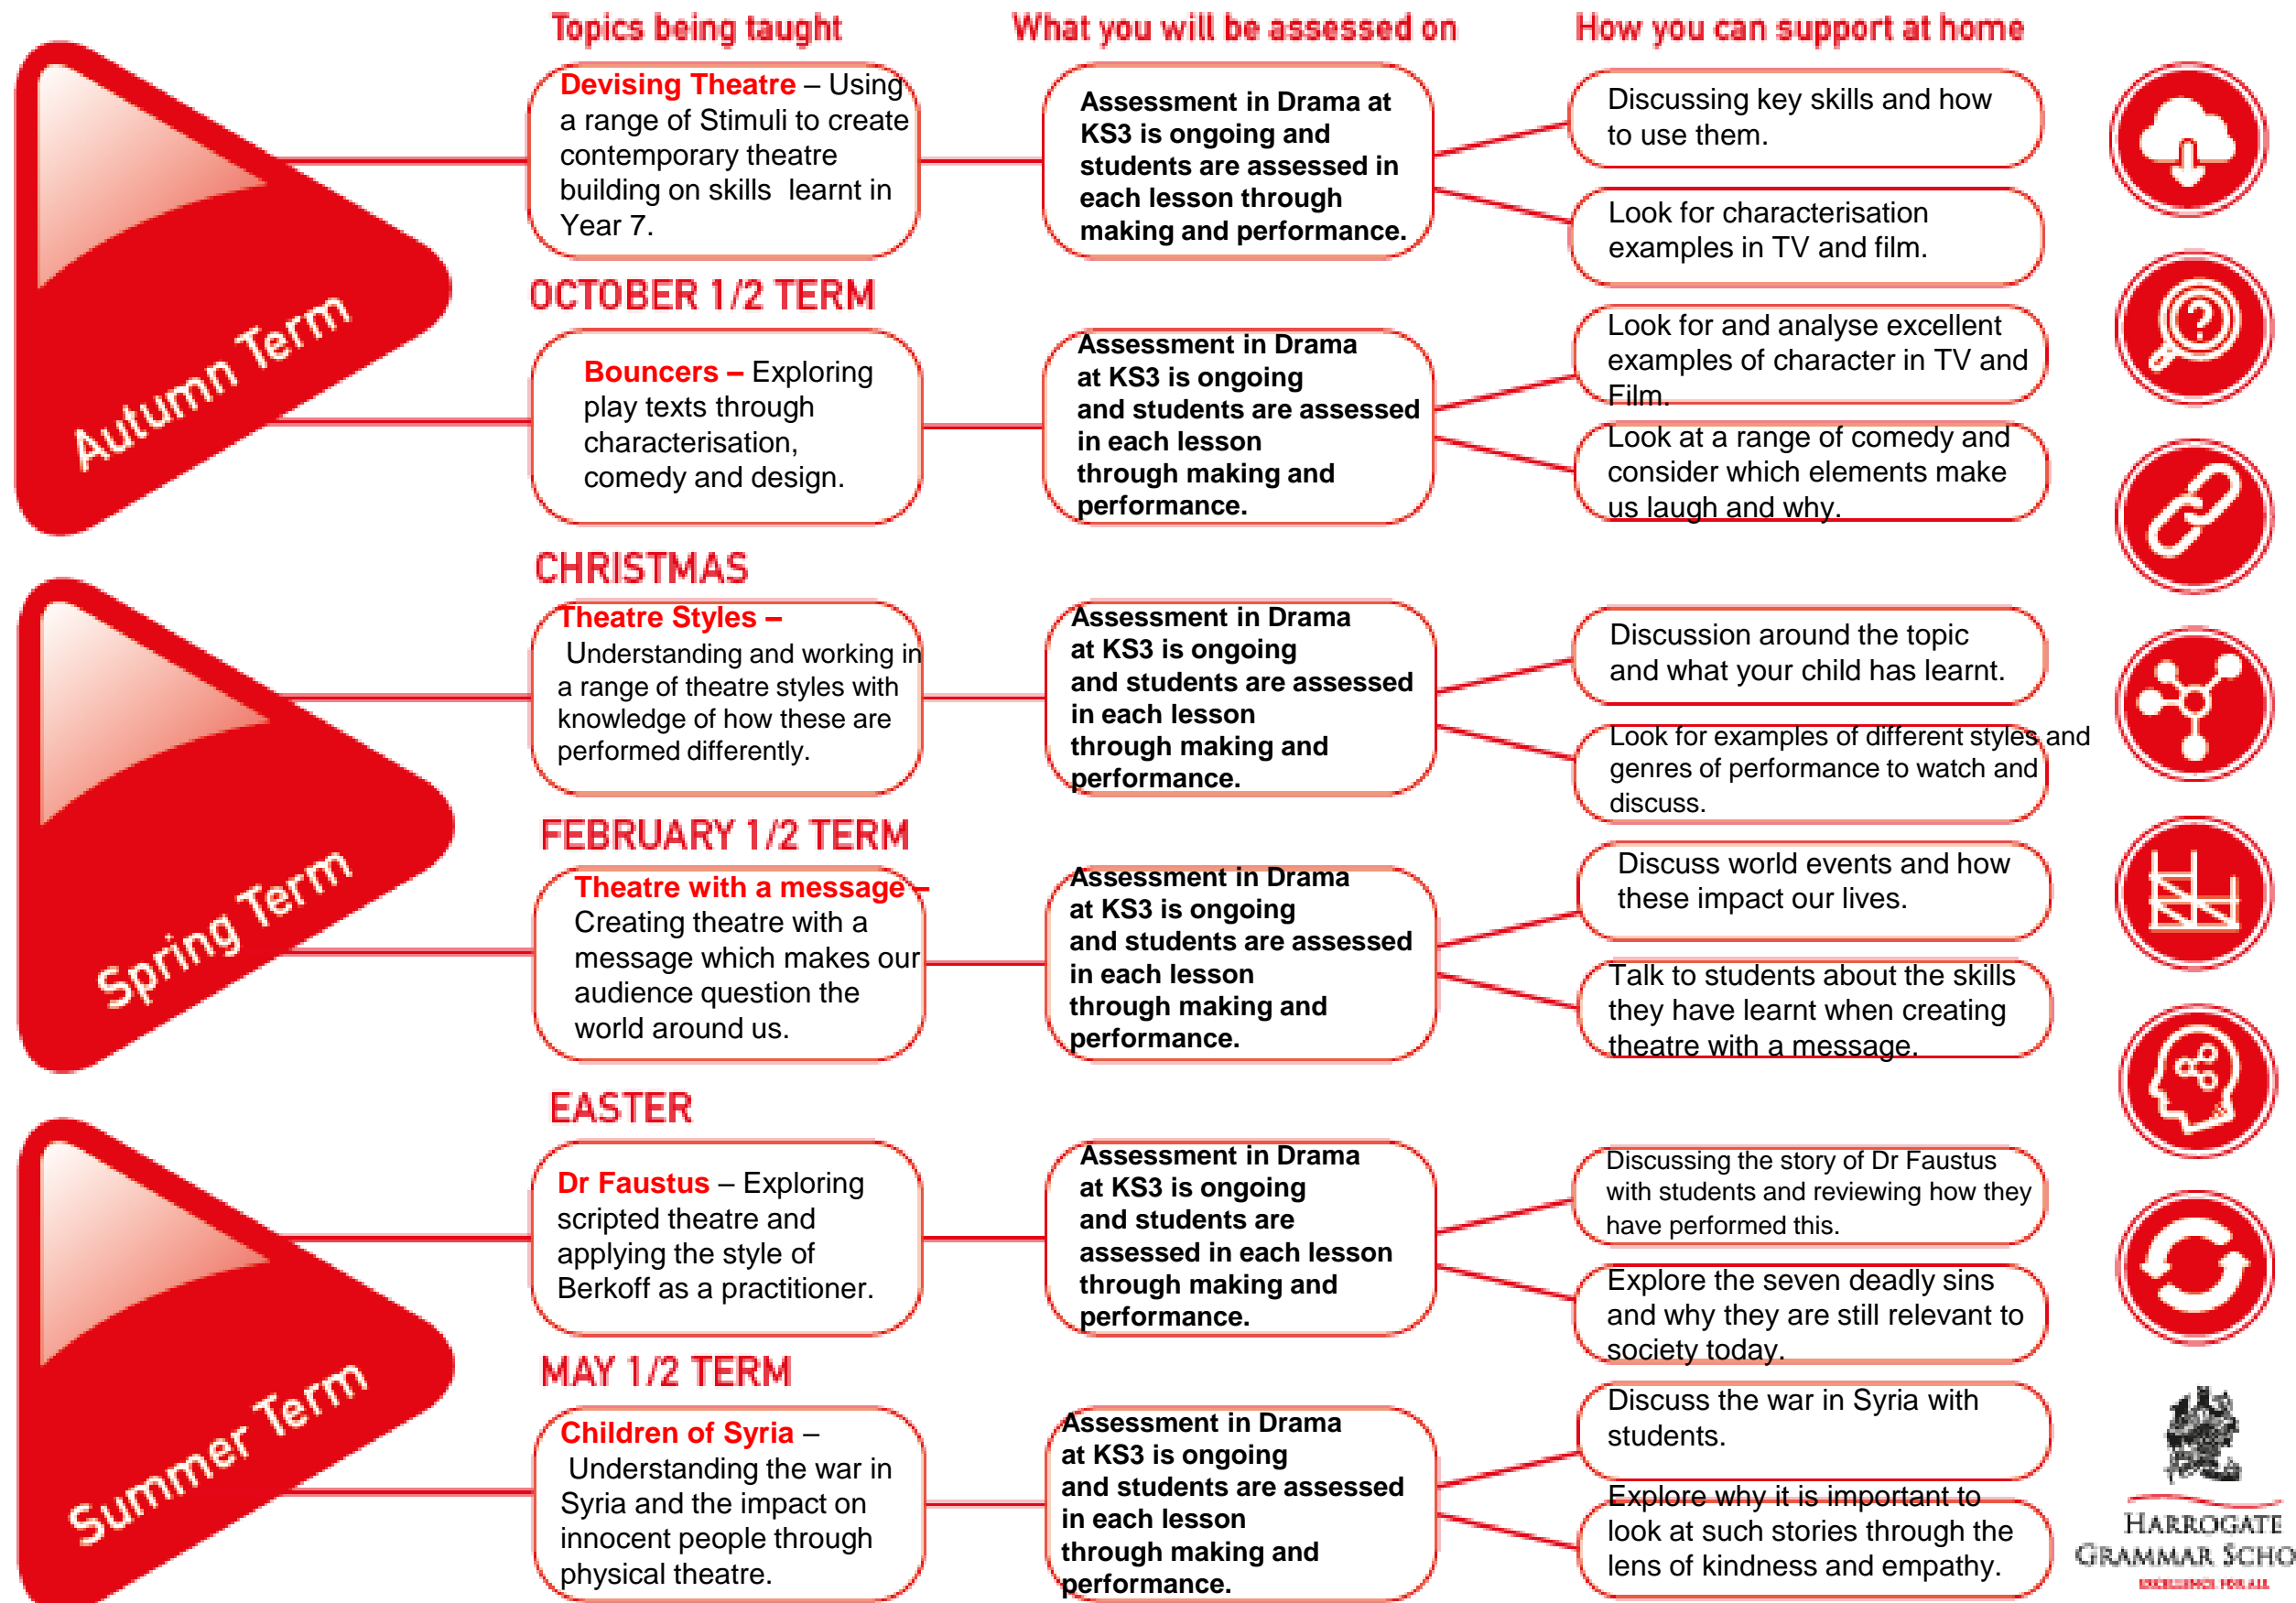 Topics being taught
What you will be assessed on
How you can support at home
Autumn Term
Devising Theatre – Using
a range of Stimuli to create
contemporary theatre
building on skills learnt in
Year 7.
Assessment in Drama at
KS3 is ongoing and
students are assessed in
each lesson through
making and performance.
Discussing key skills and how
to use them.
Look for characterisation
examples in TV and film.
OCTOBER 1/2 TERM
Bouncers – Exploring
play texts through
characterisation,
comedy and design.
Assessment in Drama
at KS3 is ongoing
and students are assessed
in each lesson
through making and
performance.
Look for and analyse excellent
examples of character in TV and
Film.
Look at a range of comedy and
consider which elements make
us laugh and why.
CHRISTMAS
Spring Term
Theatre Styles –
Understanding and working in
a range of theatre styles with
knowledge of how these are
performed differently.
Assessment in Drama
at KS3 is ongoing
and students are assessed
in each lesson
through making and
performance.
Discussion around the topic
and what your child has learnt.
Look for examples of different styles and
genres of performance to watch and
discuss.
FEBRUARY 1/2 TERM
Theatre with a message –
Creating theatre with a
message which makes our
audience question the
world around us.
Assessment in Drama
at KS3 is ongoing
and students are assessed
in each lesson
through making and
performance.
Discuss world events and how
these impact our lives.
Talk to students about the skills
they have learnt when creating
theatre with a message.
EASTER
Summer Term
Dr Faustus – Exploring
scripted theatre and
applying the style of
Berkoff as a practitioner.
Assessment in Drama
at KS3 is ongoing
and students are
assessed in each lesson
through making and
performance.
Discussing the story of Dr Faustus
with students and reviewing how they
have performed this.
Explore the seven deadly sins
and why they are still relevant to
society today.
MAY 1/2 TERM
Children of Syria –
Understanding the war in
Syria and the impact on
innocent people through
physical theatre.
Assessment in Drama
at KS3 is ongoing
and students are assessed
in each lesson
through making and
performance.
Discuss the war in Syria with
students.
Explore why it is important to
look at such stories through the
lens of kindness and empathy.
?
HARROGATE
GRAMMAR SCHO
EXCELLENCE FOR ALL